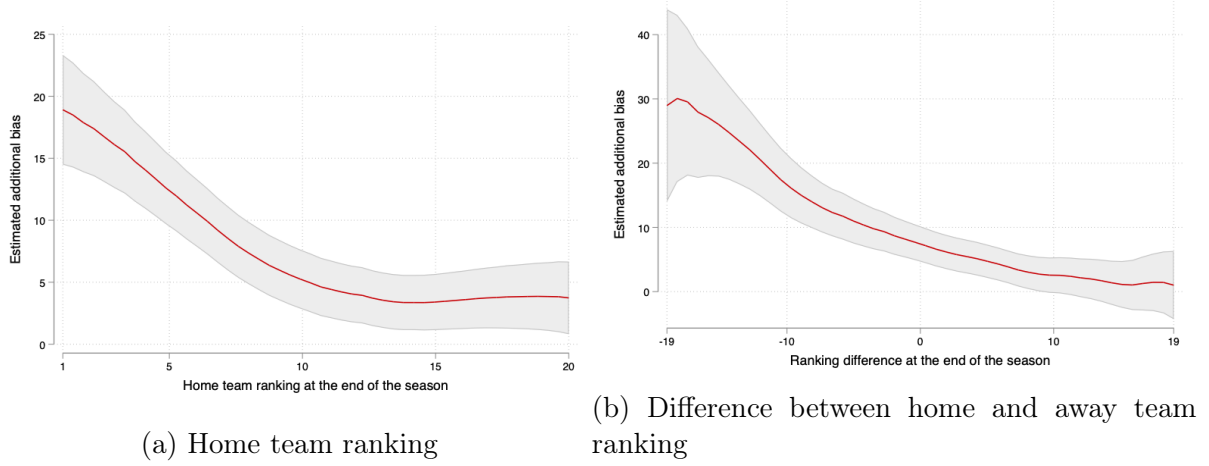 25
20
15
10
5
0
Estimated additional bias
1 5 10 15 20
Home team ranking at the end of the season
(a) Home team ranking
40
30
20
10
0
Estimated additional bias
-19 -10 0 10 19
Ranking difference at the end of the season
(b) Difference between home and away team
ranking